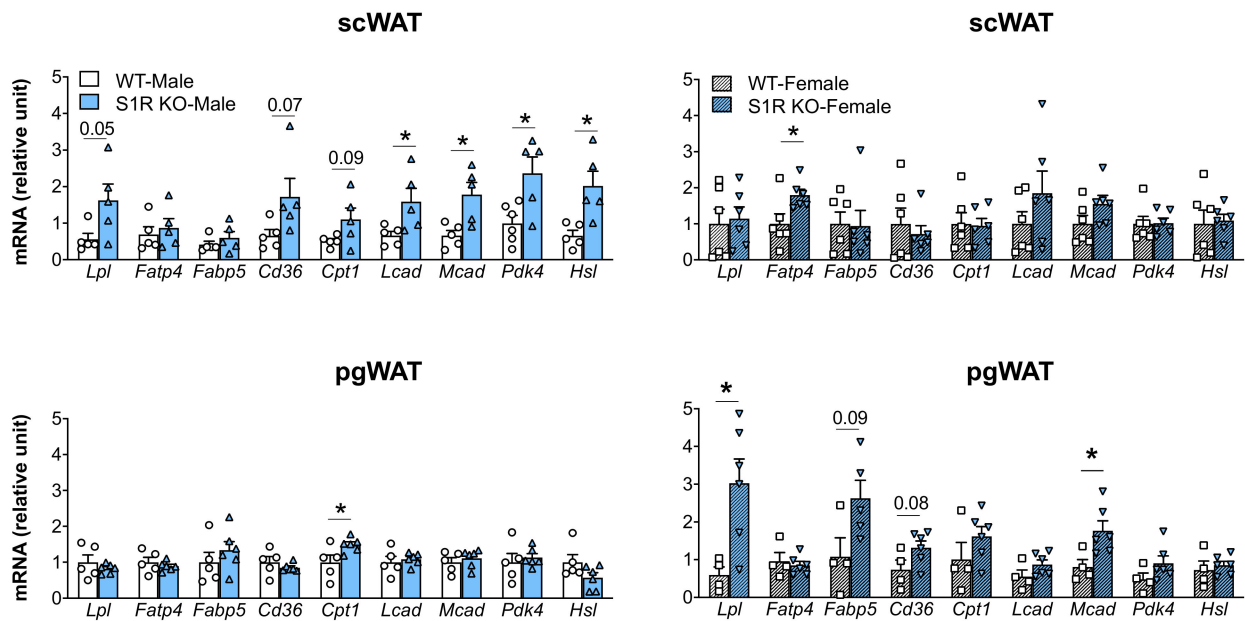 scWAT
mRNA (relative unit)
5
4
3
2
1
0
WT-Male
S1R KO-Male
0.05
0.07
0.09
*
*
*
*
Lpl Fatp4 Fabp5 Cd36 Cpt1 Lcad Mcad Pdk4 Hsl
scWAT
5
4
3
2
1
0
WT-Female
S1R KO-Female
*
Lpl Fatp4 Fabp5 Cd36 Cpt1 Lcad Mcad Pdk4 Hsl
pgWAT
mRNA (relative unit)
5
4
3
2
1
0
*
Lpl Fatp4 Fabp5 Cd36 Cpt1 Lcad Mcad Pdk4 Hsl
pgWAT
5
4
3
2
1
0
*
0.09
0.08
*
Lpl Fatp4 Fabp5 Cd36 Cpt1 Lcad Mcad Pdk4 Hsl